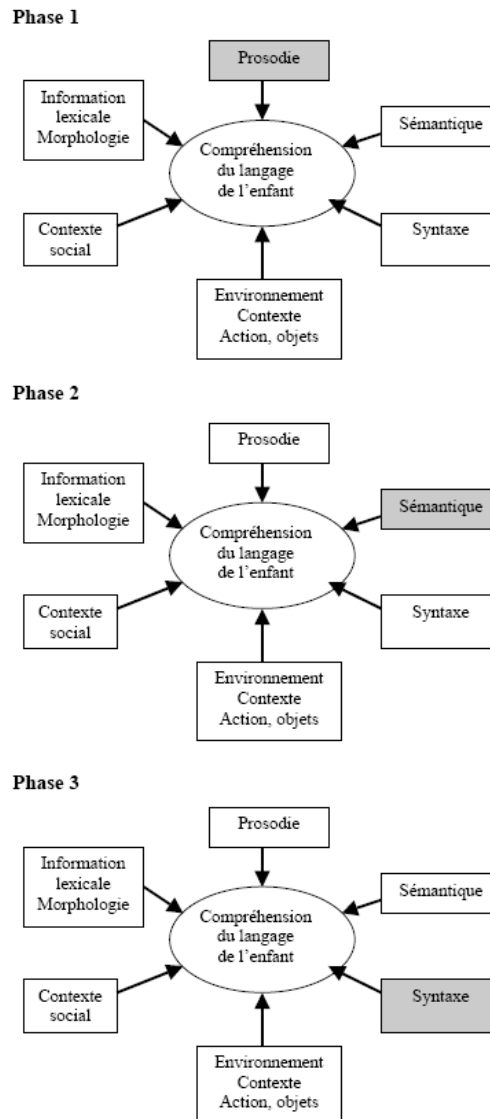 Phase 1
Prosodie
Information
lexicale
Morphologie
Sémantique
Compréhension
du langage
de l'enfant
Contexte
social
Syntaxe
Environnement
Contexte
Action, objets
Phase 2
Prosodie
Information
lexicale
Morphologie
Sémantique
Compréhension
du langage
de l'enfant
Contexte
social
Syntaxe
Environnement
Contexte
Action, objets
Phase 3
Prosodie
Information
lexicale
Morphologie
Sémantique
Compréhension
du langage
de l'enfant
Contexte
social
Syntaxe
Environnement
Contexte
Action, objets